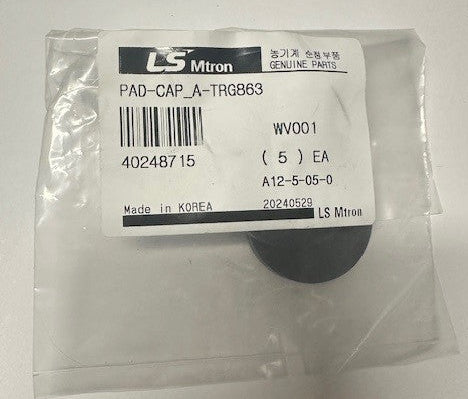 LS Mtron
농기계 순정부품
GENUINE PARTS
PAD-CAP_A-TRG863
WV001
40248715
( 5 ) EA
A12-5-05-0
Made in KOREA
20240529
LS Mtron